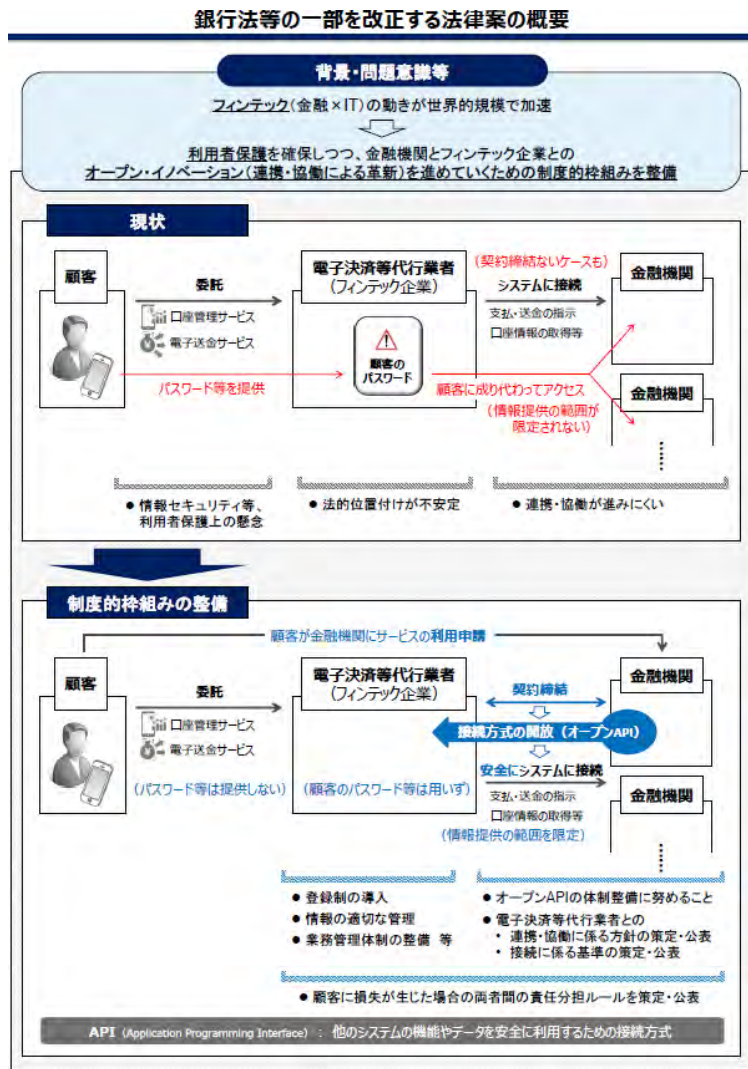 銀行法等の一部を改正する法律案の概要
背景・問題意識等
フィンテック(金融×IT)の動きが世界的規模で加速
利用者保護を確保しつつ、金融機関とフィンテック企業との
オープン・イノベーション(連携・協働による革新)を進めていくための制度的枠組みを整備
現状
顧客
委託
口座管理サービス
電子送金サービス
パスワード等を提供
電子決済等代行業者
(フィンテック企業)
顧客の
パスワード
(契約締結ないケースも)
システムに接続
支払・送金の指示
口座情報の取得等
顧客に成り代わってアクセス
(情報提供の範囲が
限定されない)
金融機関
金融機関
● 情報セキュリティ等、
利用者保護上の懸念
● 法的位置付けが不安定
● 連携・協働が進みにくい
制度的枠組みの整備
顧客が金融機関にサービスの利用申請
顧客
委託
口座管理サービス
電子送金サービス
(パスワード等は提供しない)
電子決済等代行業者
(フィンテック企業)
(顧客のパスワード等は用いず)
契約締結
接続方式の開放(オープンAPI)
安全にシステムに接続
支払・送金の指示
口座情報の取得等
(情報提供の範囲を限定)
金融機関
金融機関
● 登録制の導入
● 情報の適切な管理
● 業務管理体制の整備 等
● オープンAPIの体制整備に努めること
● 電子決済等代行業者との
・ 連携・協働に係る方針の策定・公表
・ 接続に係る基準の策定・公表
● 顧客に損失が生じた場合の両者間の責任分担ルールを策定・公表
API (Application Programming Interface) : 他のシステムの機能やデータを安全に利用するための接続方式